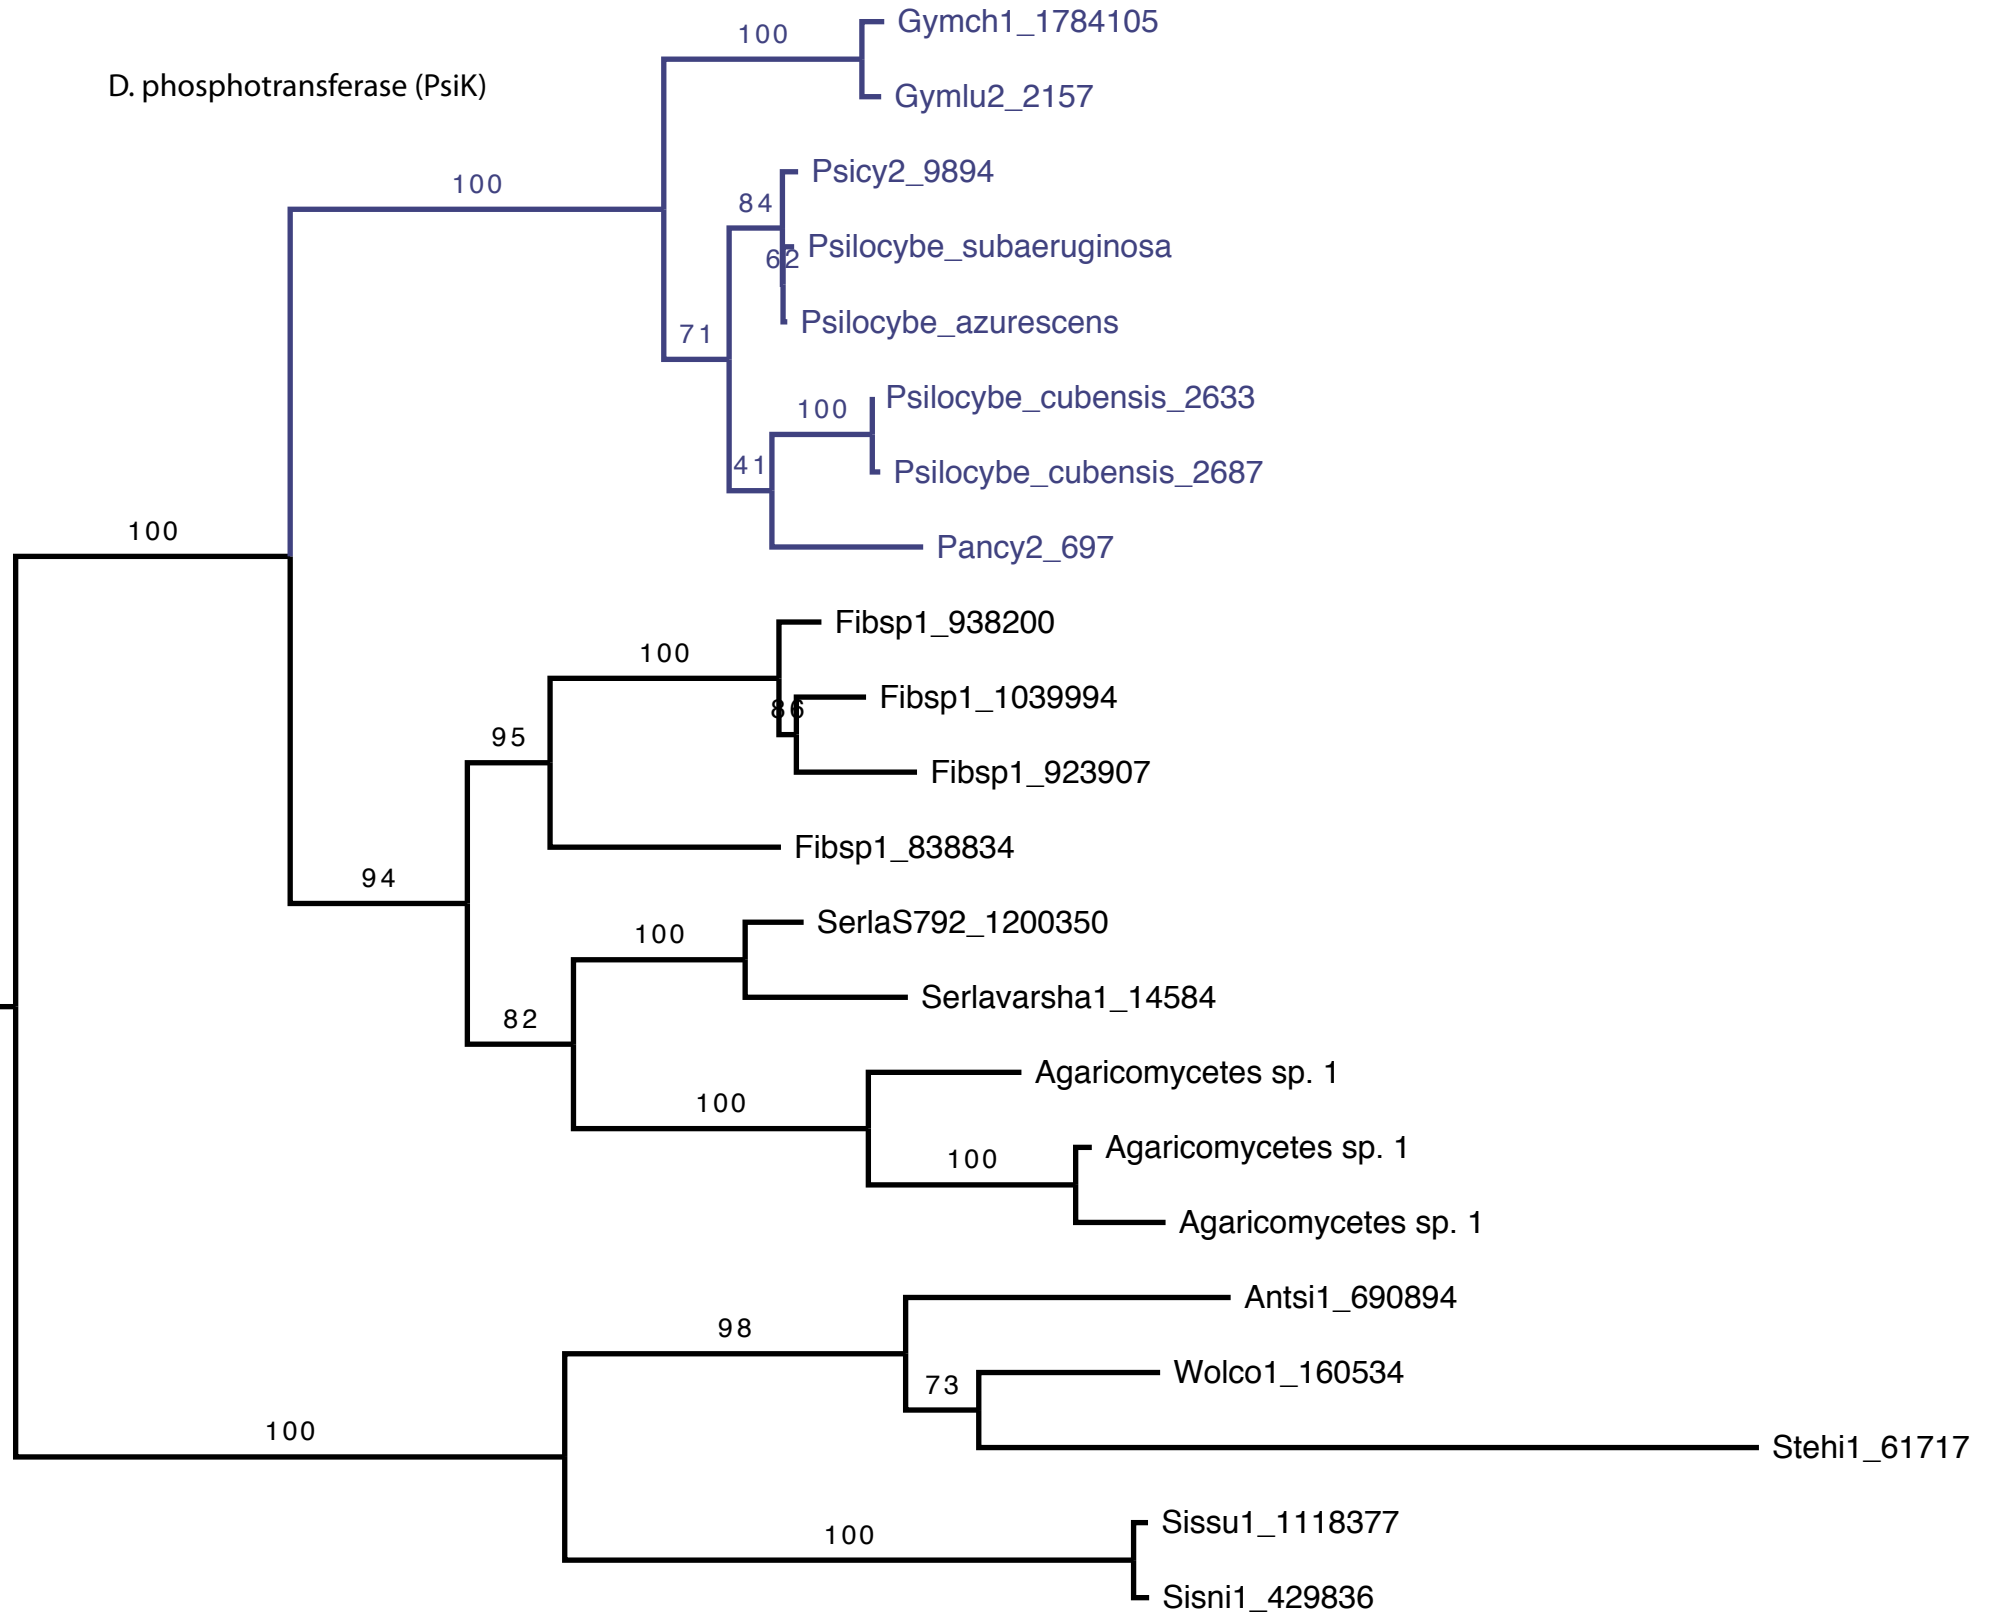 100
Gymch1_1784105
D. phosphotransferase (PsiK)
Gymlu2_2157
100
Psicy2_9894
84
Psilocybe_subaeruginosa
62
Psilocybe_azurescens
71
Psilocybe_cubensis_2633
100
41
Psilocybe_cubensis_2687
100
Pancy2_697
Fibsp1_938200
100
Fibsp1_1039994
86
95
Fibsp1_923907
Fibsp1_838834
94
SerlaS792_1200350
100
Serlavarsha1_14584
82
Agaricomycetes sp. 1
100
Agaricomycetes sp. 1
100
Agaricomycetes sp. 1
Antsi1_690894
98
Wolco1_160534
73
100
Stehi1_61717
Sissu1_1118377
100
Sisni1_429836